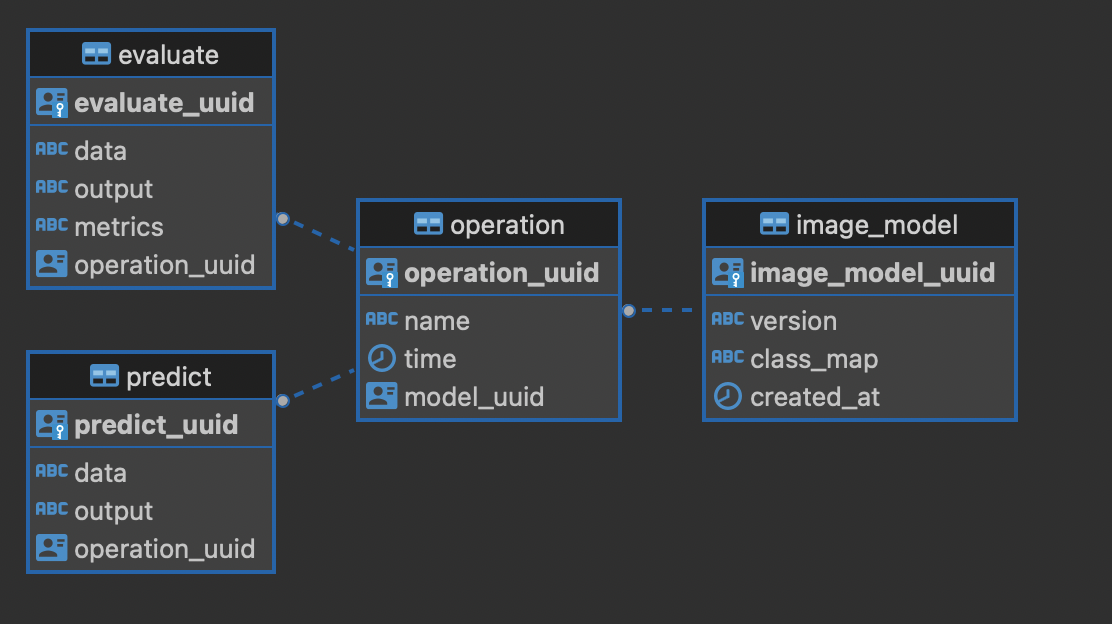 evaluate
evaluate_uuid
ABC data
ABC output
ABC metrics
operation_uuid
predict
predict_uuid
ABC data
ABC output
operation_uuid
operation
operation_uuid
ABC name
time
model_uuid
image_model
image_model_uuid
ABC version
ABC class_map
created_at